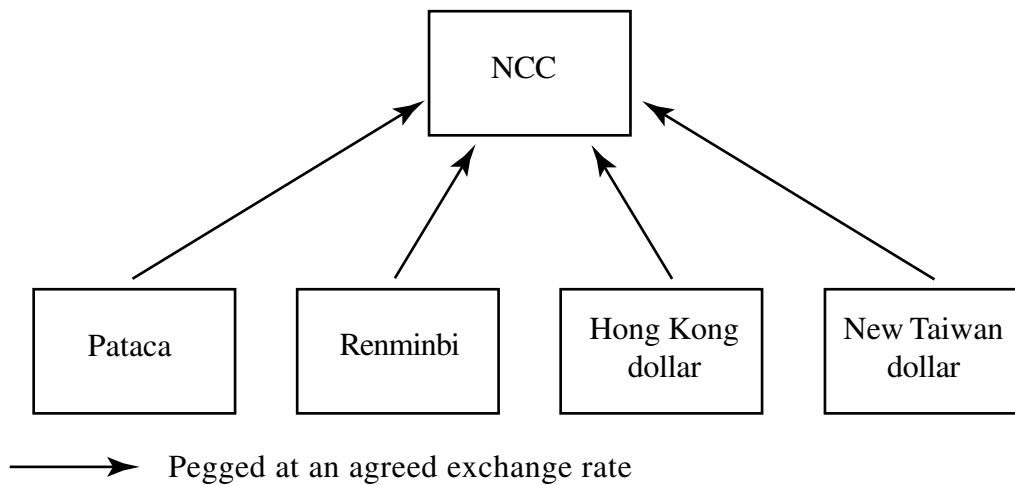 NCC
Pataca
Renminbi
Hong Kong
dollar
New Taiwan
dollar
Pegged at an agreed exchange rate